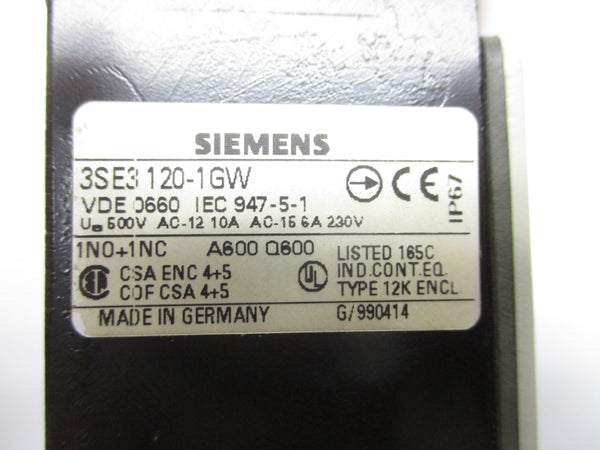 SIEMENS
3SE3 120-1GW
CE
IP67
VDE 0660 IEC 947-5-1
Ue 500V AC-12 10A AC-15 6A 230V
1NO+1NC A600 Q600
LISTED 165C
CSA ENC 4+5
UL
IND.CONT.EQ.
COF CSA 4+5
TYPE 12K ENCL
MADE IN GERMANY
G/990414